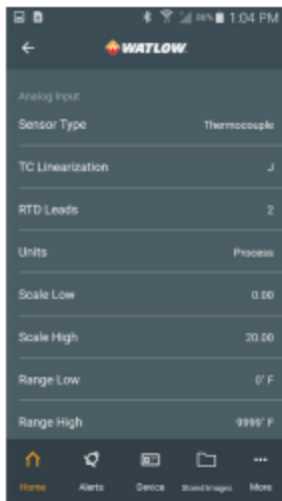 86% 1:04 PM
WATLOW
Analog Input
Sensor Type Thermocouple
TC Linearization J
RTD Leads 2
Units Process
Scale Low 0.00
Scale High 20.00
Range Low 0°F
Range High 9999°F
Home Alerts Device Stored Images More